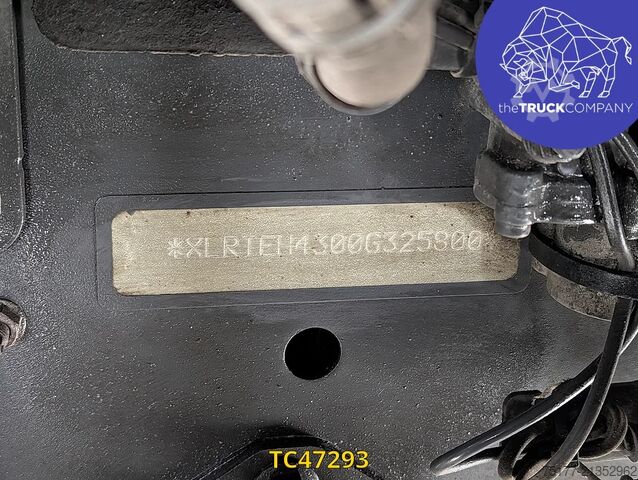 theTRUCKCOMPANY
*XLRTEH4300G325800
TC47293